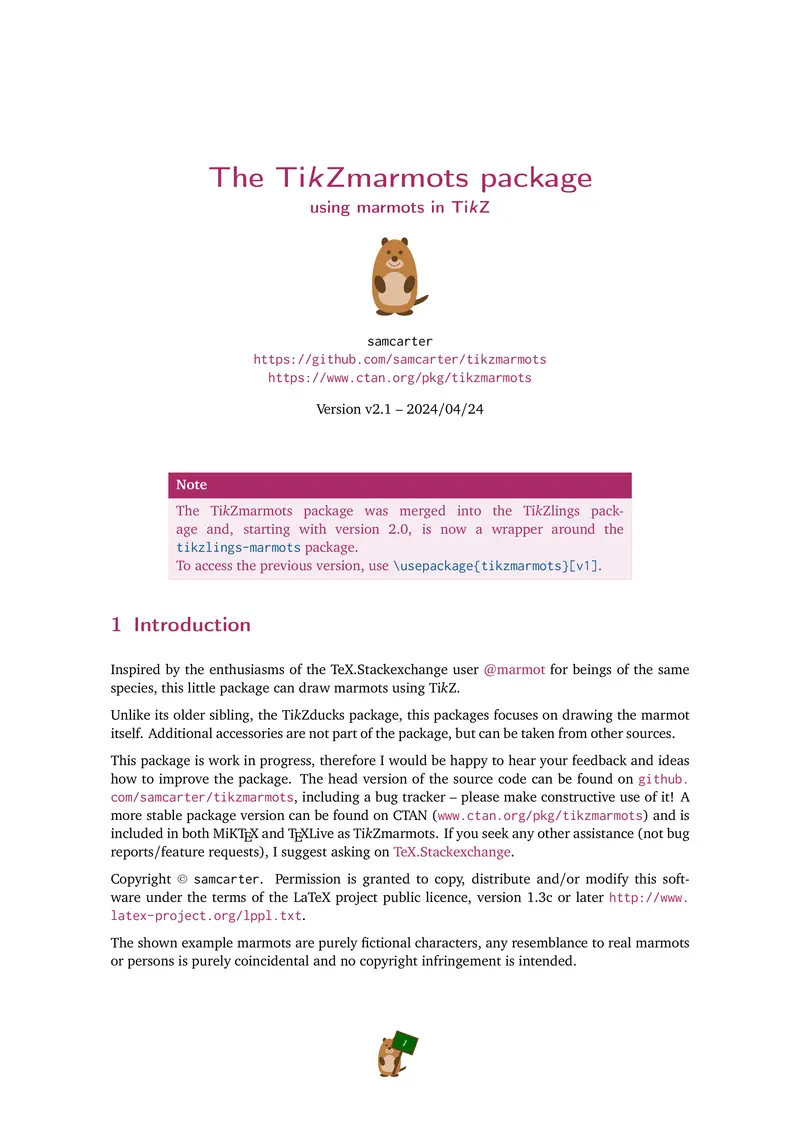 The TikZmarmots package
using marmots in TikZ
samcarter
https://github.com/samcarter/tikzmarmots
https://www.ctan.org/pkg/tikzmarmots
Version v2.1 – 2024/04/24
Note
The TikZmarmots package was merged into the TikZlings pack-
age and, starting with version 2.0, is now a wrapper around the
tikzlings-marmots package.
To access the previous version, use \usepackage{tikzmarmots}[v1].
1 Introduction
Inspired by the enthusiasms of the TeX.Stackexchange user @marmot for beings of the same
species, this little package can draw marmots using TikZ.
Unlike its older sibling, the TikZducks package, this packages focuses on drawing the marmot
itself. Additional accessories are not part of the package, but can be taken from other sources.
This package is work in progress, therefore I would be happy to hear your feedback and ideas
how to improve the package. The head version of the source code can be found on github.
com/samcarter/tikzmarmots, including a bug tracker – please make constructive use of it! A
more stable package version can be found on CTAN (www.ctan.org/pkg/tikzmarmots) and is
included in both MiKTEX and TEXLive as TikZmarmots. If you seek any other assistance (not bug
reports/feature requests), I suggest asking on TeX.Stackexchange.
Copyright © samcarter. Permission is granted to copy, distribute and/or modify this soft-
ware under the terms of the LaTeX project public licence, version 1.3c or later http://www.
latex-project.org/lppl.txt.
The shown example marmots are purely fictional characters, any resemblance to real marmots
or persons is purely coincidental and no copyright infringement is intended.
1